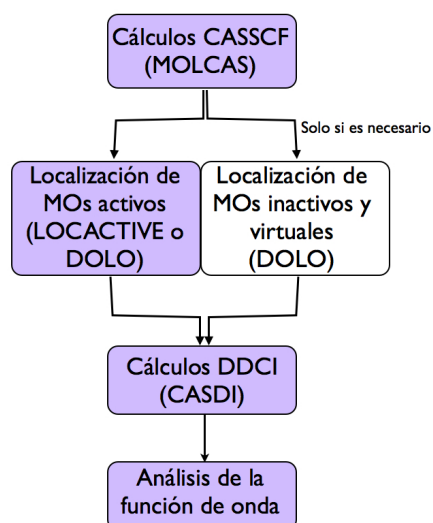 Cálculos CASSCF
(MOLCAS)
Solo si es necesario
Localización de
MOs activos
(LOCACTIVE o
DOLO)
Localización de
MOs inactivos y
virtuales
(DOLO)
Cálculos DDCI
(CASDI)
Análisis de la
función de onda